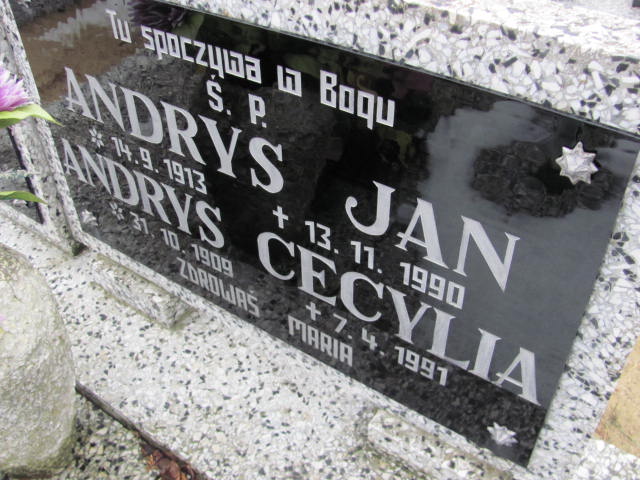 Tu spoczywa w Bogu
Ś. P.
ANDRYS JAN
* 14. 9. 1913 + 13. 11. 1990
ANDRYS CECYLIA
* 31. 10. 1909 + 7. 4. 1991
ZDROWAŚ MARIA